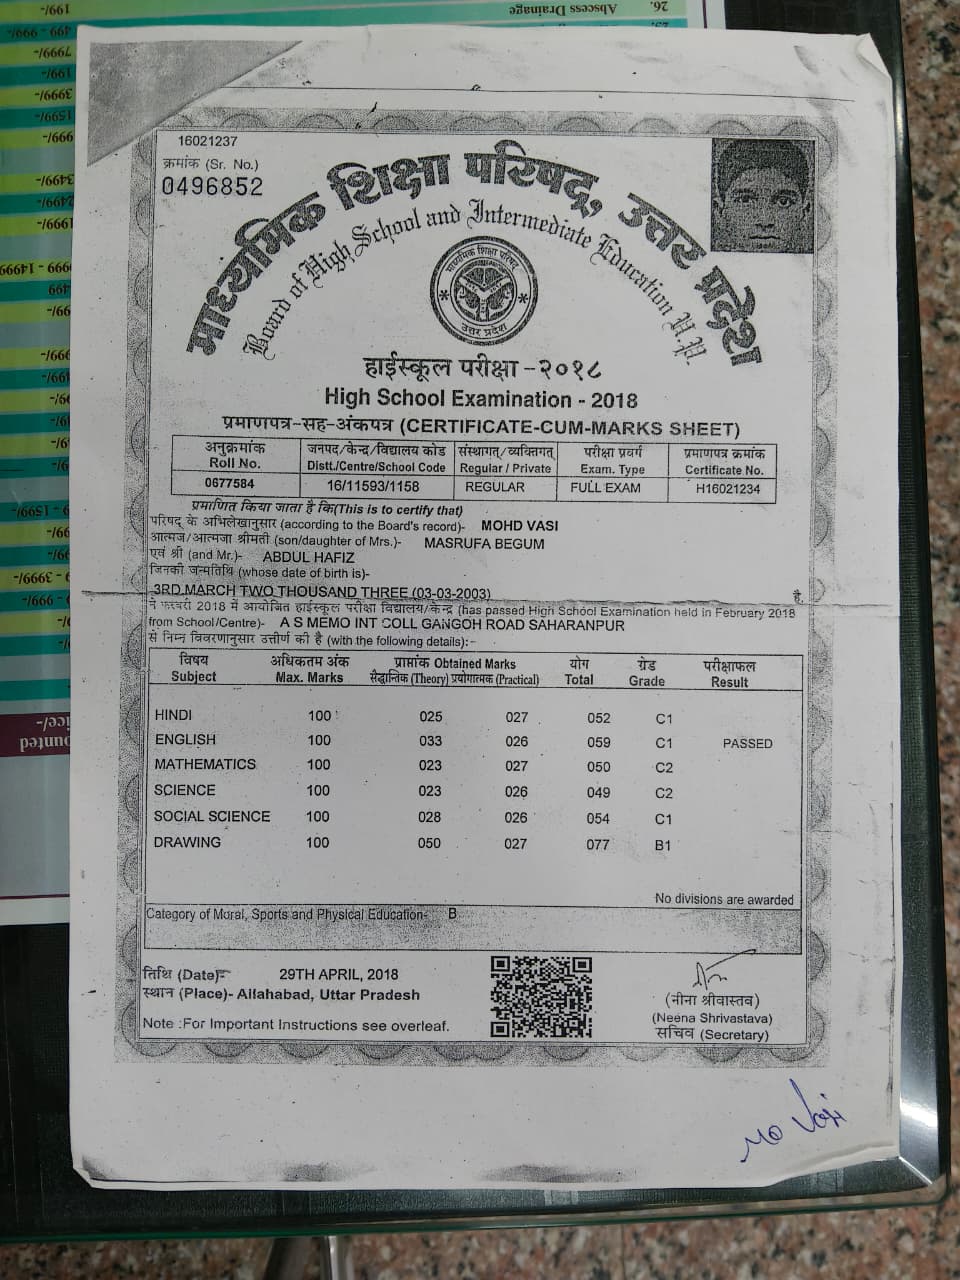 26.
Abscess Drainage
199/-
499 - 999/-
16021237
क्रमांक (Sr. No.)
0496852
माध्यमिक शिक्षा परिषद, उत्तर प्रदेश
Board of High School and Intermediate Education U.P.
माध्यमिक शिक्षा परिषद्
उत्तर प्रदेश
हाईस्कूल परीक्षा -२०१८
High School Examination - 2018
प्रमाणपत्र-सह-अंकपत्र (CERTIFICATE-CUM-MARKS SHEET)
अनुक्रमांक जनपद/केन्द्र/विद्यालय कोड संस्थागत्/व्यक्तिगत् परीक्षा प्रवर्ग प्रमाणपत्र क्रमांक
Roll No. Distt./Centre/School Code Regular / Private Exam. Type Certificate No.
0677584 16/11593/1158 REGULAR FULL EXAM H16021234
प्रमाणित किया जाता है कि(This is to certify that)
परिषद् के अभिलेखानुसार (according to the Board's record)- MOHD VASI
आत्मज/आत्मजा श्रीमती (son/daughter of Mrs.)- MASRUFA BEGUM
एवं श्री (and Mr.)- ABDUL HAFIZ
जिनकी जन्मतिथि (whose date of birth is)-
3RD MARCH TWO THOUSAND THREE (03-03-2003) है,
ने फरवरी 2018 में आयोजित हाईस्कूल परीक्षा विद्यालय/केन्द्र (has passed High School Examination held in February 2018
from School/Centre)- A S MEMO INT COLL GANGOH ROAD SAHARANPUR
से निम्न विवरणानुसार उत्तीर्ण की है (with the following details):-
विषय अधिकतम अंक प्राप्तांक Obtained Marks योग ग्रेड परीक्षाफल
Subject Max. Marks सैद्धान्तिक (Theory) प्रयोगात्मक (Practical) Total Grade Result
HINDI 100 025 027 052 C1
ENGLISH 100 033 026 059 C1 PASSED
MATHEMATICS 100 023 027 050 C2
SCIENCE 100 023 026 049 C2
SOCIAL SCIENCE 100 028 026 054 C1
DRAWING 100 050 027 077 B1
No divisions are awarded
Category of Moral, Sports and Physical Education- B
तिथि (Date)- 29TH APRIL, 2018
स्थान (Place)- Allahabad, Uttar Pradesh
(नीना श्रीवास्तव)
(Neena Shrivastava)
सचिव (Secretary)
Note :For Important Instructions see overleaf.
Mo Vasi